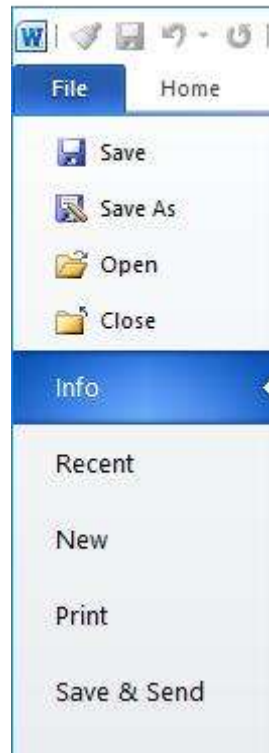 W
File Home
Save
Save As
Open
Close
Info
Recent
New
Print
Save & Send